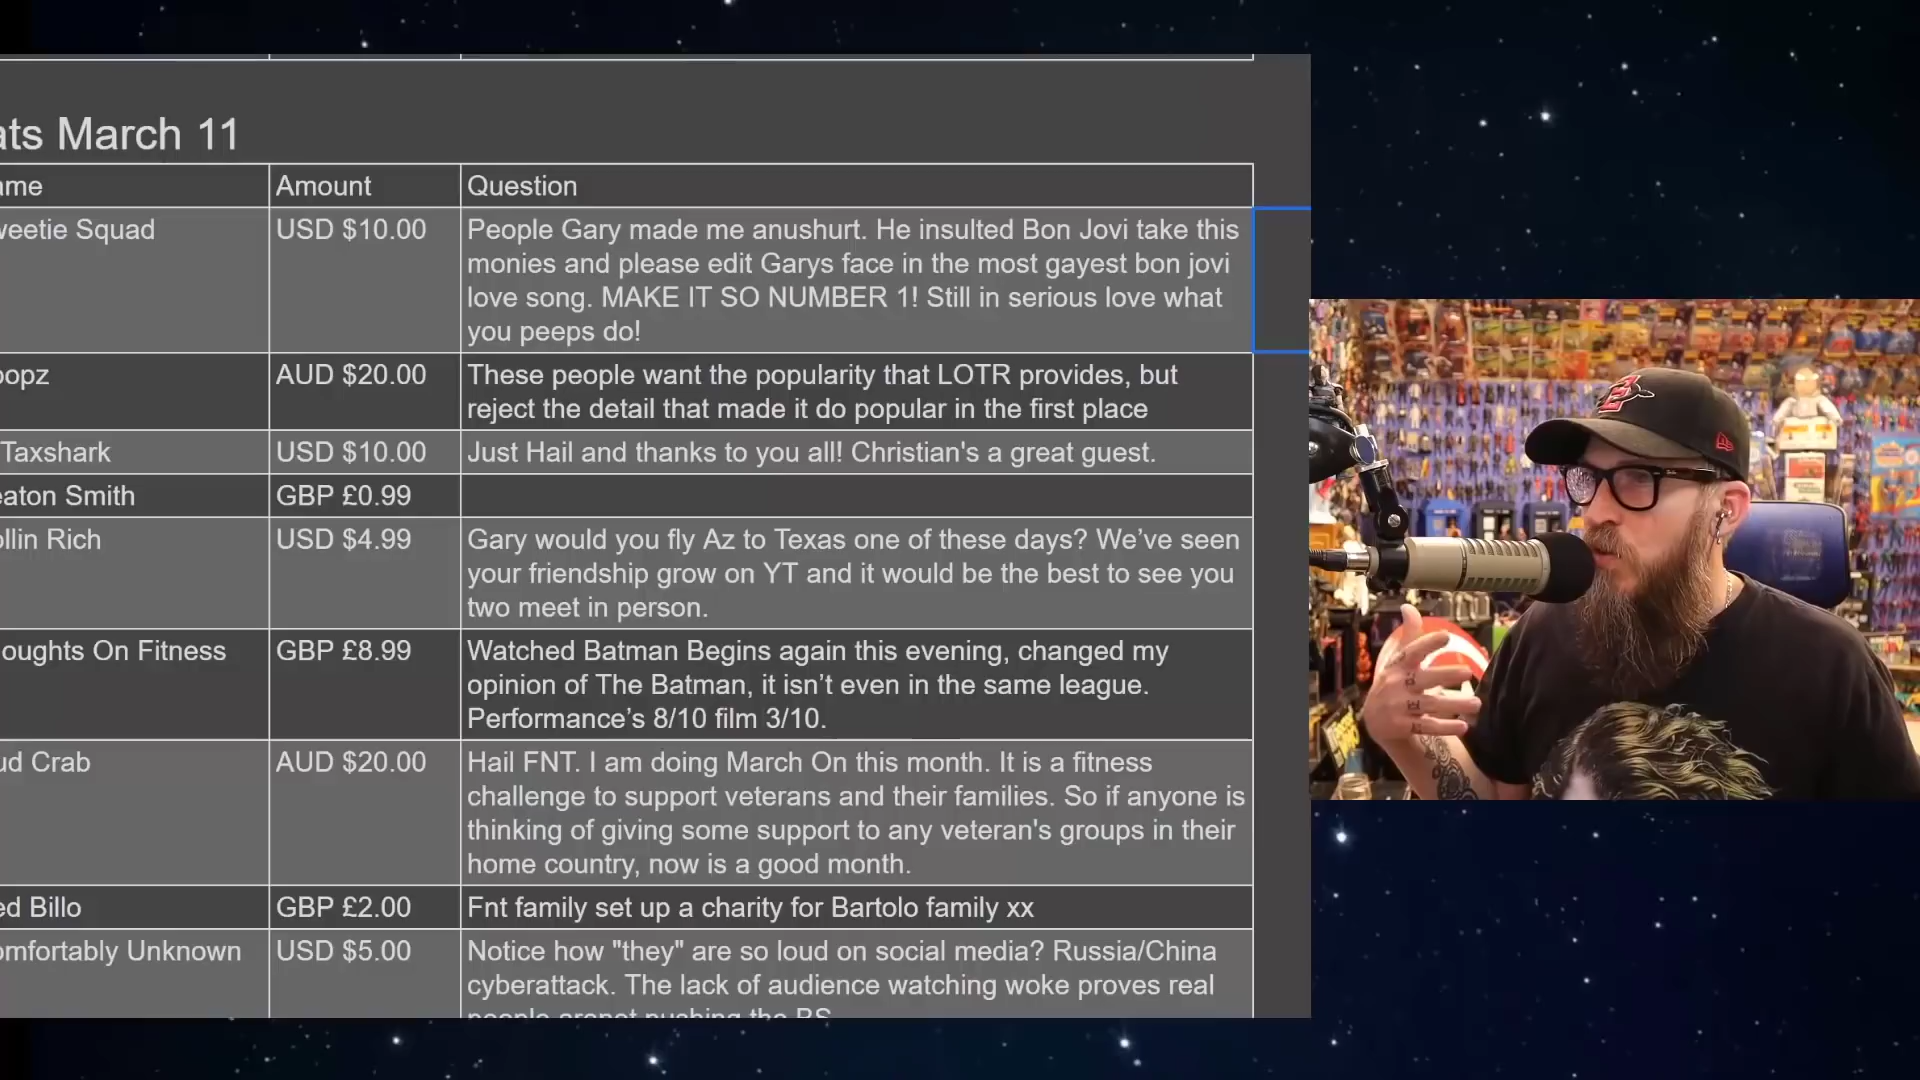 ats March 11
ame
Amount
Question
weetie Squad
USD $10.00
People Gary made me anushurt. He insulted Bon Jovi take this
monies and please edit Garys face in the most gayest bon jovi
love song. MAKE IT SO NUMBER 1! Still in serious love what
you peeps do!
oopz
AUD $20.00
These people want the popularity that LOTR provides, but
reject the detail that made it do popular in the first place
Taxshark
USD $10.00
Just Hail and thanks to you all! Christian's a great guest.
eaton Smith
GBP £0.99
ollin Rich
USD $4.99
Gary would you fly Az to Texas one of these days? We’ve seen
your friendship grow on YT and it would be the best to see you
two meet in person.
oughts On Fitness
GBP £8.99
Watched Batman Begins again this evening, changed my
opinion of The Batman, it isn’t even in the same league.
Performance’s 8/10 film 3/10.
ud Crab
AUD $20.00
Hail FNT. I am doing March On this month. It is a fitness
challenge to support veterans and their families. So if anyone is
thinking of giving some support to any veteran's groups in their
home country, now is a good month.
ed Billo
GBP £2.00
Fnt family set up a charity for Bartolo family xx
omfortably Unknown
USD $5.00
Notice how "they" are so loud on social media? Russia/China
cyberattack. The lack of audience watching woke proves real
people arenet pushing the BS